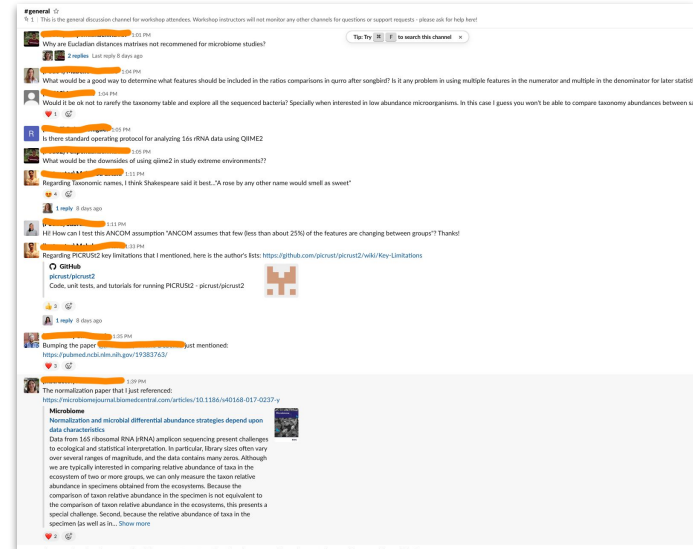 #general
1 | This is the general discussion channel for workshop attendees. Workshop instructors will not monitor any other channels for questions or support requests - please ask for help here!
1:01 PM
Tip: Try ⌘ F to search this channel ×
Why are Eucladian distances matrixes not recommened for microbiome studies?
2 replies Last reply 8 days ago
1:04 PM
What would be a good way to determine what features should be included in the ratios comparisons in qurro after songbird? Is it any problem in using multiple features in the numerator and multiple in the denominator for later statist
1:04 PM
Would it be ok not to rarefy the taxonomy table and explore all the sequenced bacteria? Specially when interested in low abundance microorganisms. In this case I guess you won't be able to compare taxonomy abundances between sa
1
R
1:05 PM
Is there standard operating protocol for analyzing 16s rRNA data using QIIME2
1:05 PM
What would be the downsides of using qiime2 in study extreme environments??
1:11 PM
Regarding Taxonomic names, I think Shakespeare said it best..."A rose by any other name would smell as sweet"
4
1 reply 8 days ago
1:11 PM
Hi! How can I test this ANCOM assumption "ANCOM assumes that few (less than about 25%) of the features are changing between groups"? Thanks!
1:33 PM
Regarding PICRUSt2 key limitations that I mentioned, here is the author's lists: https://github.com/picrust/picrust2/wiki/Key-Limitations
GitHub
picrust/picrust2
Code, unit tests, and tutorials for running PICRUSt2 - picrust/picrust2
3
1 reply 8 days ago
1:35 PM
Bumping the paper just mentioned:
https://pubmed.ncbi.nlm.nih.gov/19383763/
3
1:39 PM
The normalization paper that I just referenced:
https://microbiomejournal.biomedcentral.com/articles/10.1186/s40168-017-0237-y
Microbiome
Normalization and microbial differential abundance strategies depend upon
data characteristics
Data from 16S ribosomal RNA (rRNA) amplicon sequencing present challenges
to ecological and statistical interpretation. In particular, library sizes often vary
over several ranges of magnitude, and the data contains many zeros. Although
we are typically interested in comparing relative abundance of taxa in the
ecosystem of two or more groups, we can only measure the taxon relative
abundance in specimens obtained from the ecosystems. Because the
comparison of taxon relative abundance in the specimen is not equivalent to
the comparison of taxon relative abundance in the ecosystems, this presents a
special challenge. Second, because the relative abundance of taxa in the
specimen (as well as in... Show more
2